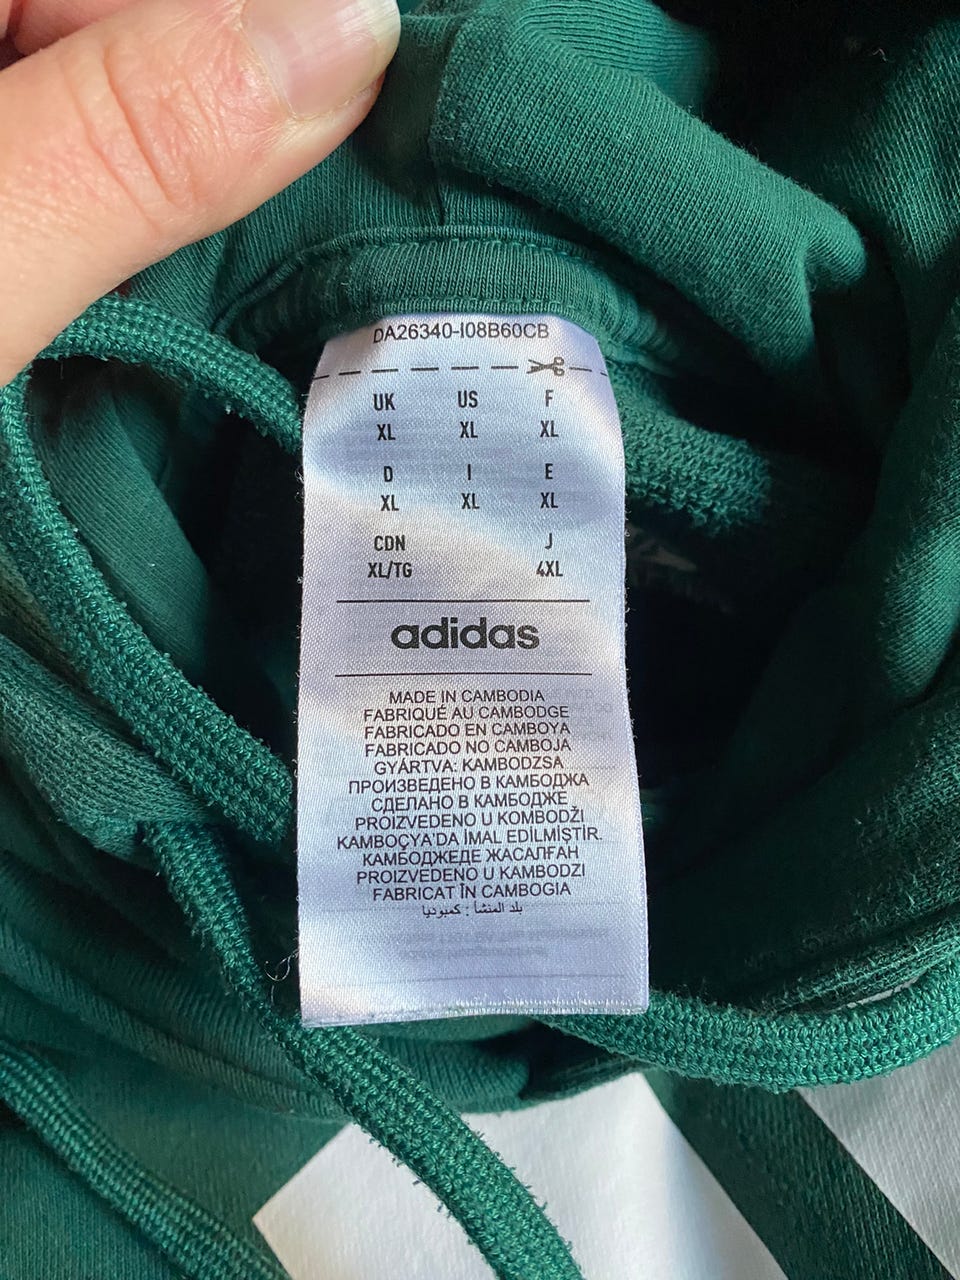 DA26340-I08B60CB
UK US F
XL XL XL
D I E
XL XL XL
CDN J
XL/TG 4XL
adidas
MADE IN CAMBODIA
FABRIQUÉ AU CAMBODGE
FABRICADO EN CAMBOYA
FABRICADO NO CAMBOJA
GYÁRTVA: KAMBODZSA
ПРОИЗВЕДЕНО В КАМБОДЖА
СДЕЛАНО В КАМБОДЖЕ
PROIZVEDENO U KOMBODŽI
KAMBOÇYA'DA İMAL EDİLMİŞTİR.
КАМБОДЖЕДЕ ЖАСАЛҒАН
PROIZVEDENO U KAMBODZI
FABRICAT ÎN CAMBOGIA
بلد المنشأ : كمبوديا